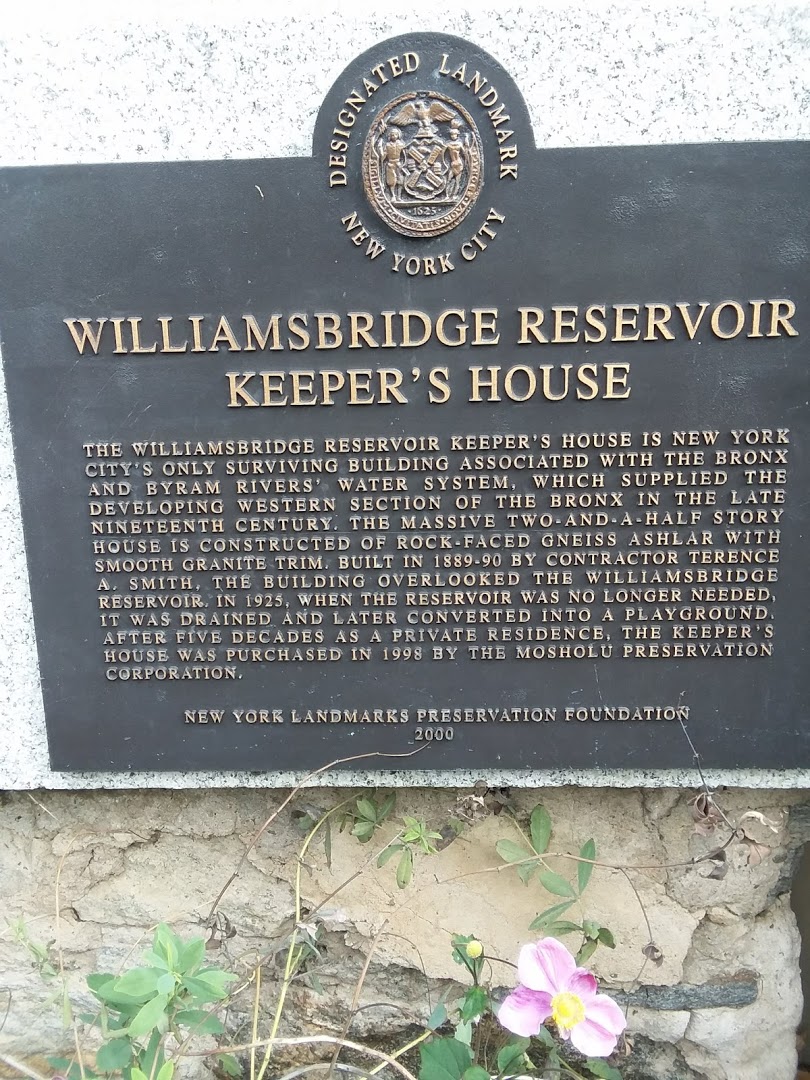 DESIGNATED LANDMARK
1625
NEW YORK CITY
WILLIAMSBRIDGE RESERVOIR
KEEPER'S HOUSE
THE WILLIAMSBRIDGE RESERVOIR KEEPER'S HOUSE IS NEW YORK
CITY'S ONLY SURVIVING BUILDING ASSOCIATED WITH THE BRONX
AND BYRAM RIVERS' WATER SYSTEM, WHICH SUPPLIED THE
DEVELOPING WESTERN SECTION OF THE BRONX IN THE LATE
NINETEENTH CENTURY. THE MASSIVE TWO-AND-A-HALF STORY
HOUSE IS CONSTRUCTED OF ROCK-FACED GNEISS ASHLAR WITH
SMOOTH GRANITE TRIM. BUILT IN 1889-90 BY CONTRACTOR TERENCE
A. SMITH, THE BUILDING OVERLOOKED THE WILLIAMSBRIDGE
RESERVOIR. IN 1925, WHEN THE RESERVOIR WAS NO LONGER NEEDED,
IT WAS DRAINED AND LATER CONVERTED INTO A PLAYGROUND.
AFTER FIVE DECADES AS A PRIVATE RESIDENCE, THE KEEPER'S
HOUSE WAS PURCHASED IN 1998 BY THE MOSHOLU PRESERVATION
CORPORATION.
NEW YORK LANDMARKS PRESERVATION FOUNDATION
2000